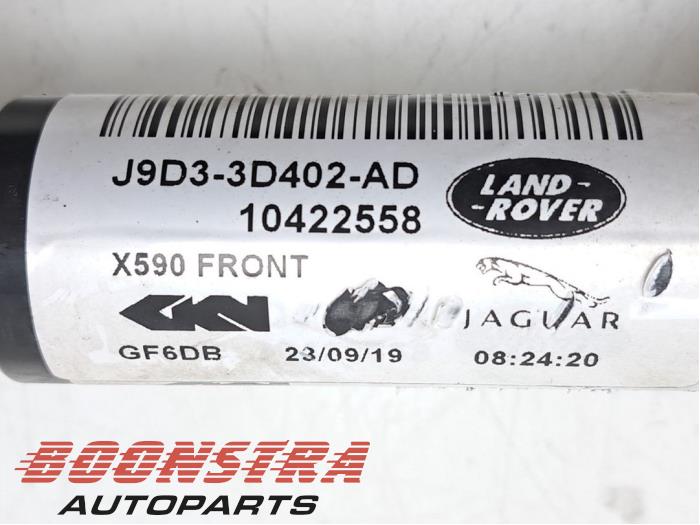 J9D3-3D402-AD
10422558
LAND-
-ROVER
X590 FRONT
GKN
JAGUAR
GF6DB
23/09/19
08:24:20
BOONSTRA
AUTOPARTS